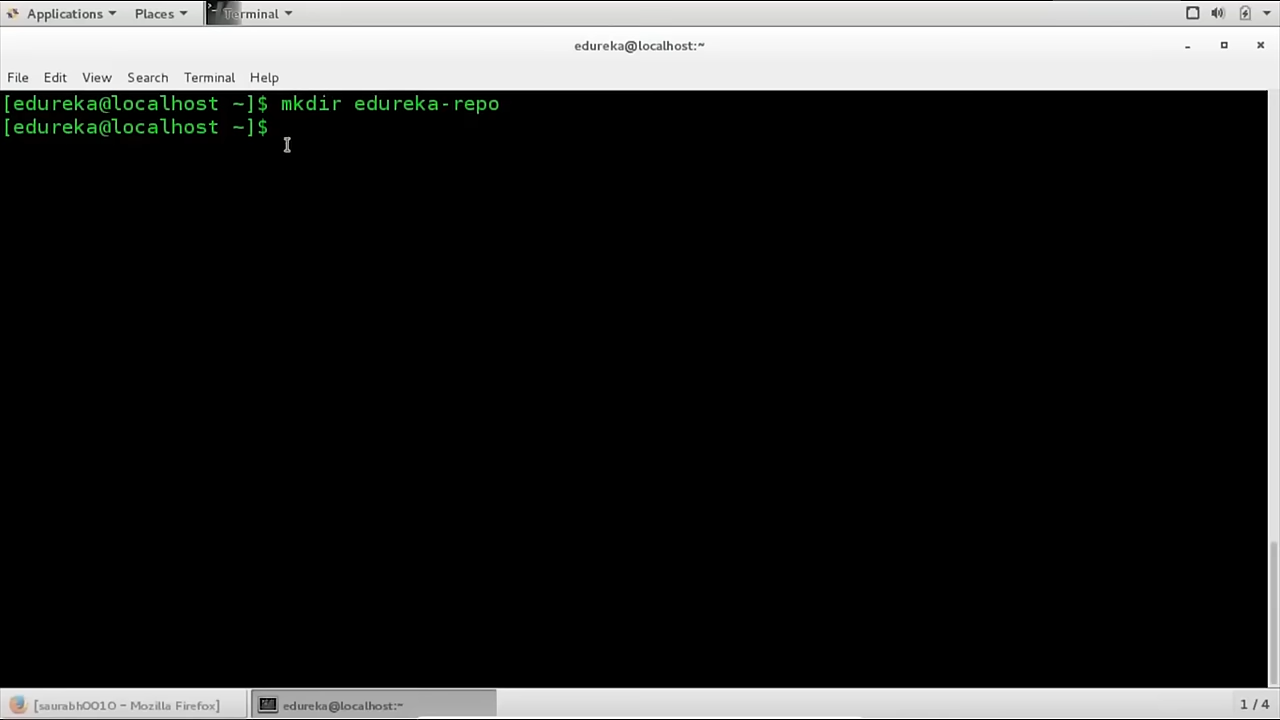 Applications Places Terminal
edureka@localhost:~
File Edit View Search Terminal Help
[edureka@localhost ~]$ mkdir edureka-repo
[edureka@localhost ~]$
[saurabh0010 – Mozilla Firefox] edureka@localhost:~ 1 / 4